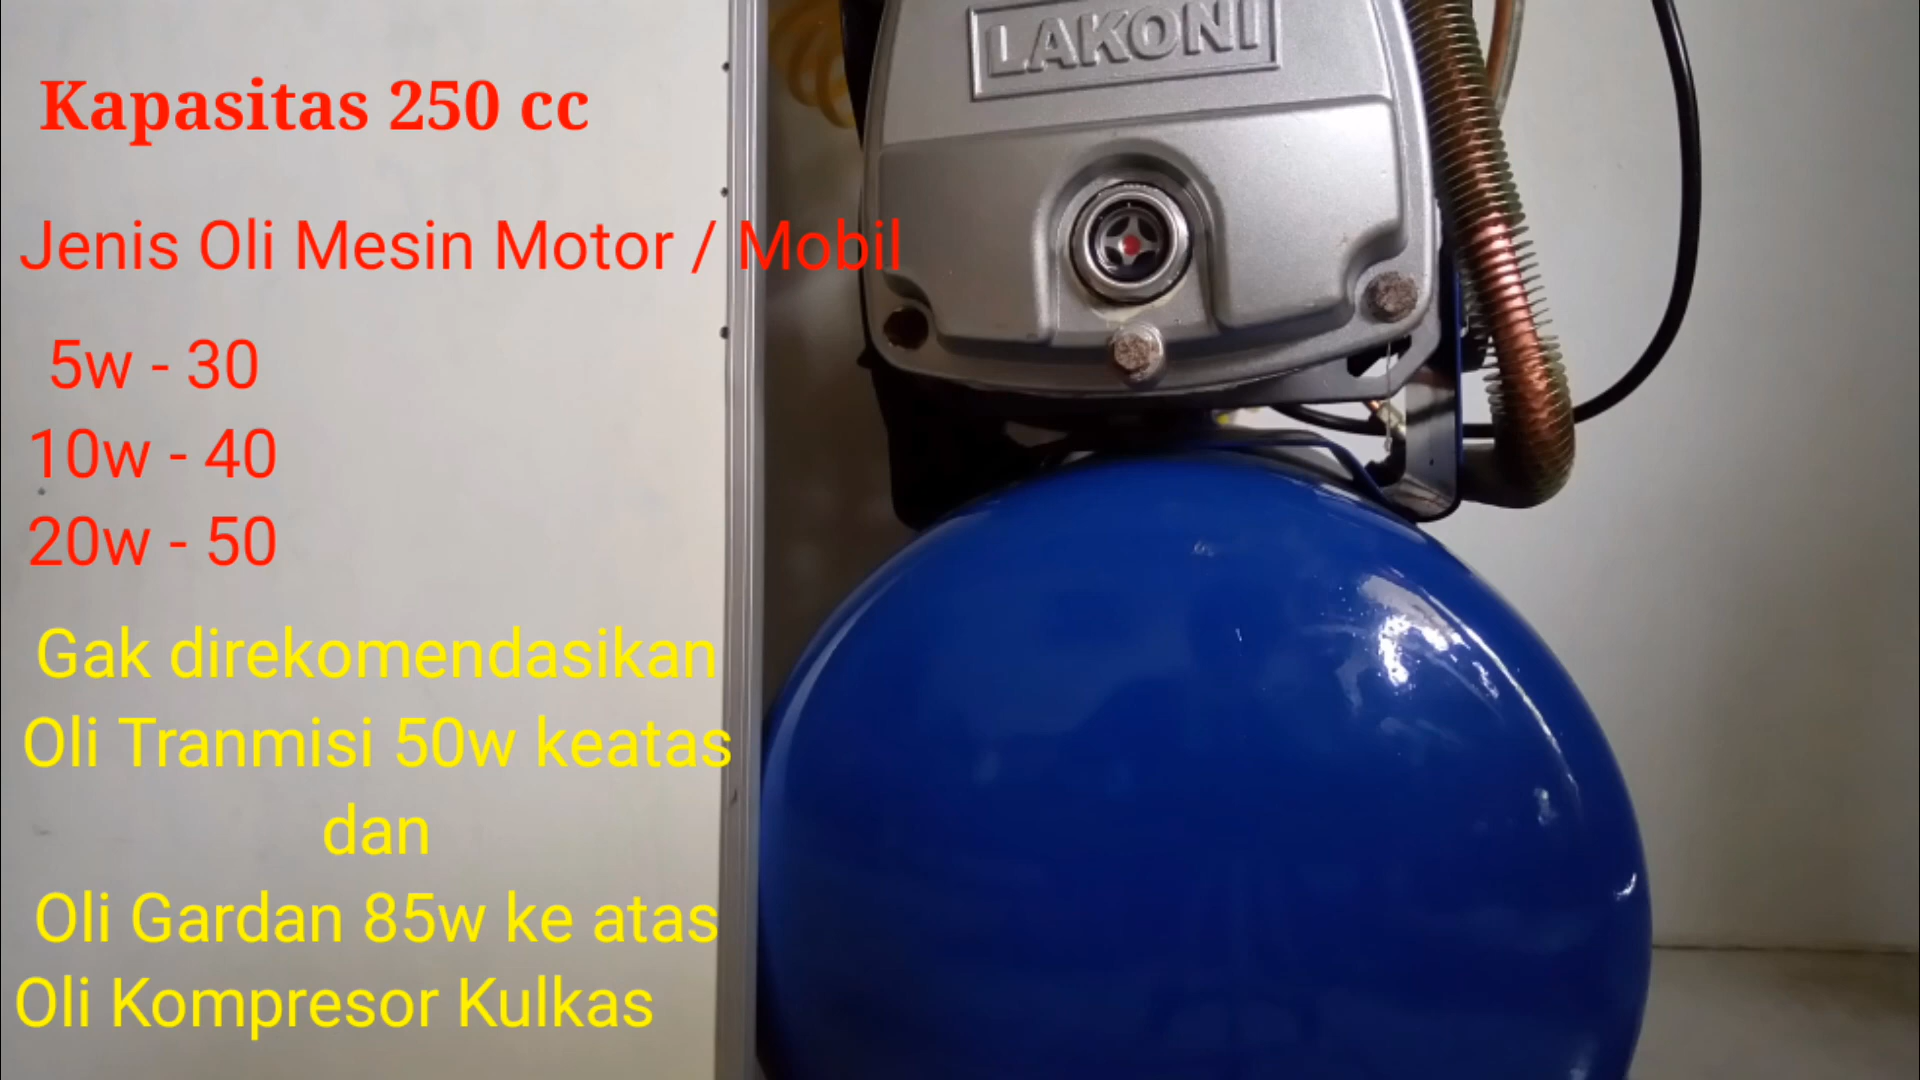 LAKONI
Kapasitas 250 cc
Jenis Oli Mesin Motor / Mobil
5w - 30
10w - 40
20w - 50
Gak direkomendasikan
Oli Tranmisi 50w keatas
dan
Oli Gardan 85w ke atas
Oli Kompresor Kulkas